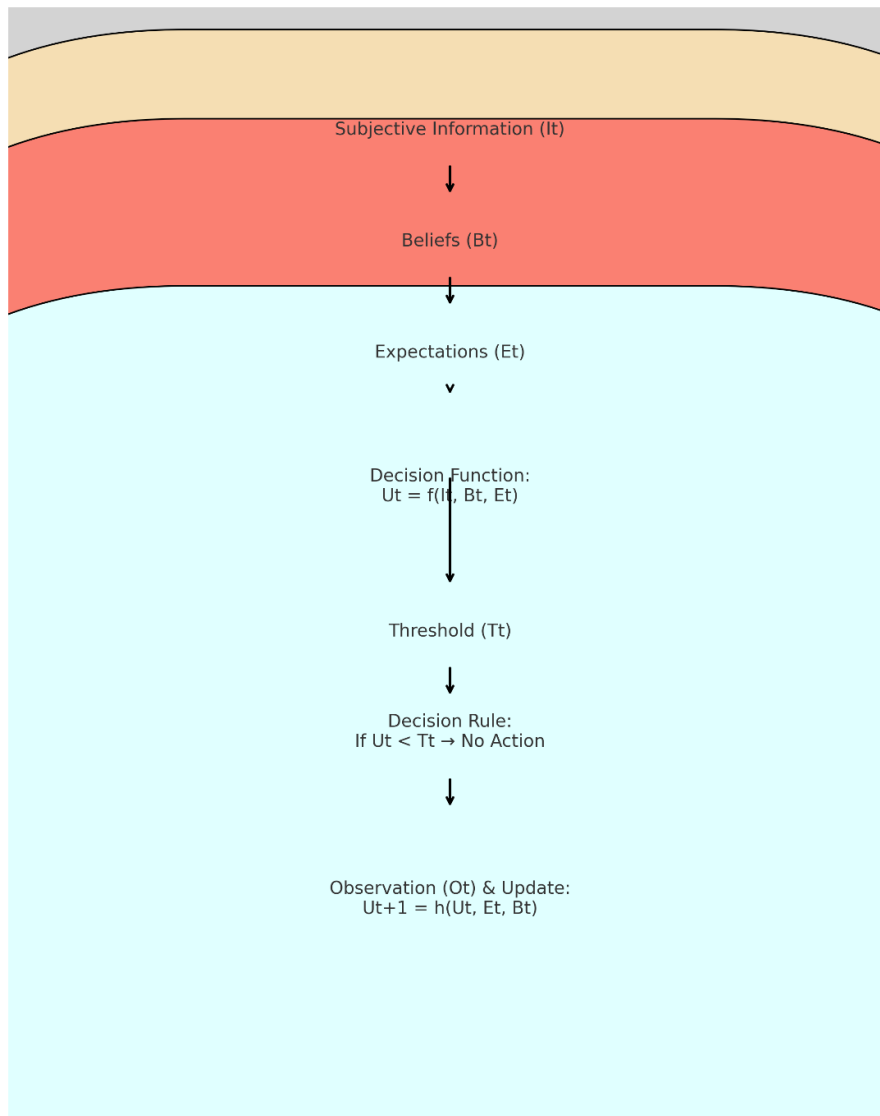 Subjective Information (It)
Beliefs (Bt)
Expectations (Et)
Decision Function:
Ut = f(It, Bt, Et)
Threshold (Tt)
Decision Rule:
If Ut < Tt → No Action
Observation (Ot) & Update:
Ut+1 = h(Ut, Et, Bt)